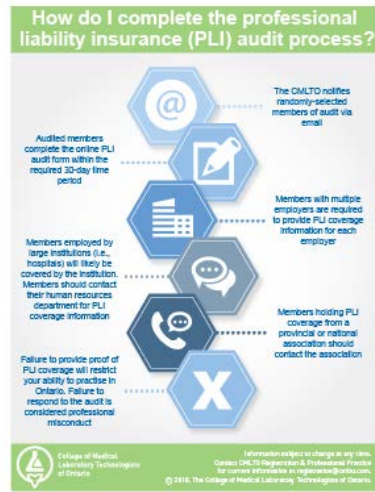 How do I complete the professional
liability insurance (PLI) audit process?
@
The CMLTO notifies
randomly-selected
members of audit via
email
Audited members
complete the online PLI
audit form within the
required 30-day time
period
Members with multiple
employers are required
to provide PLI coverage
information for each
employer
Members employed by
large institutions (i.e.,
hospitals) will likely be
covered by the institution.
Members should contact
their human resources
department for PLI
coverage information
Members holding PLI
coverage from a
provincial or national
association should
contact the association
Failure to provide proof of
PLI coverage will restrict
your ability to practise in
Ontario. Failure to
respond to the audit is
considered professional
misconduct
X
College of Medical
Laboratory Technologists
of Ontario
Information subject to change at any time.
Contact CMLTO Registration & Professional Practice
for current information at
© 2018, The College of Medical Laboratory Technologists of Ontario.